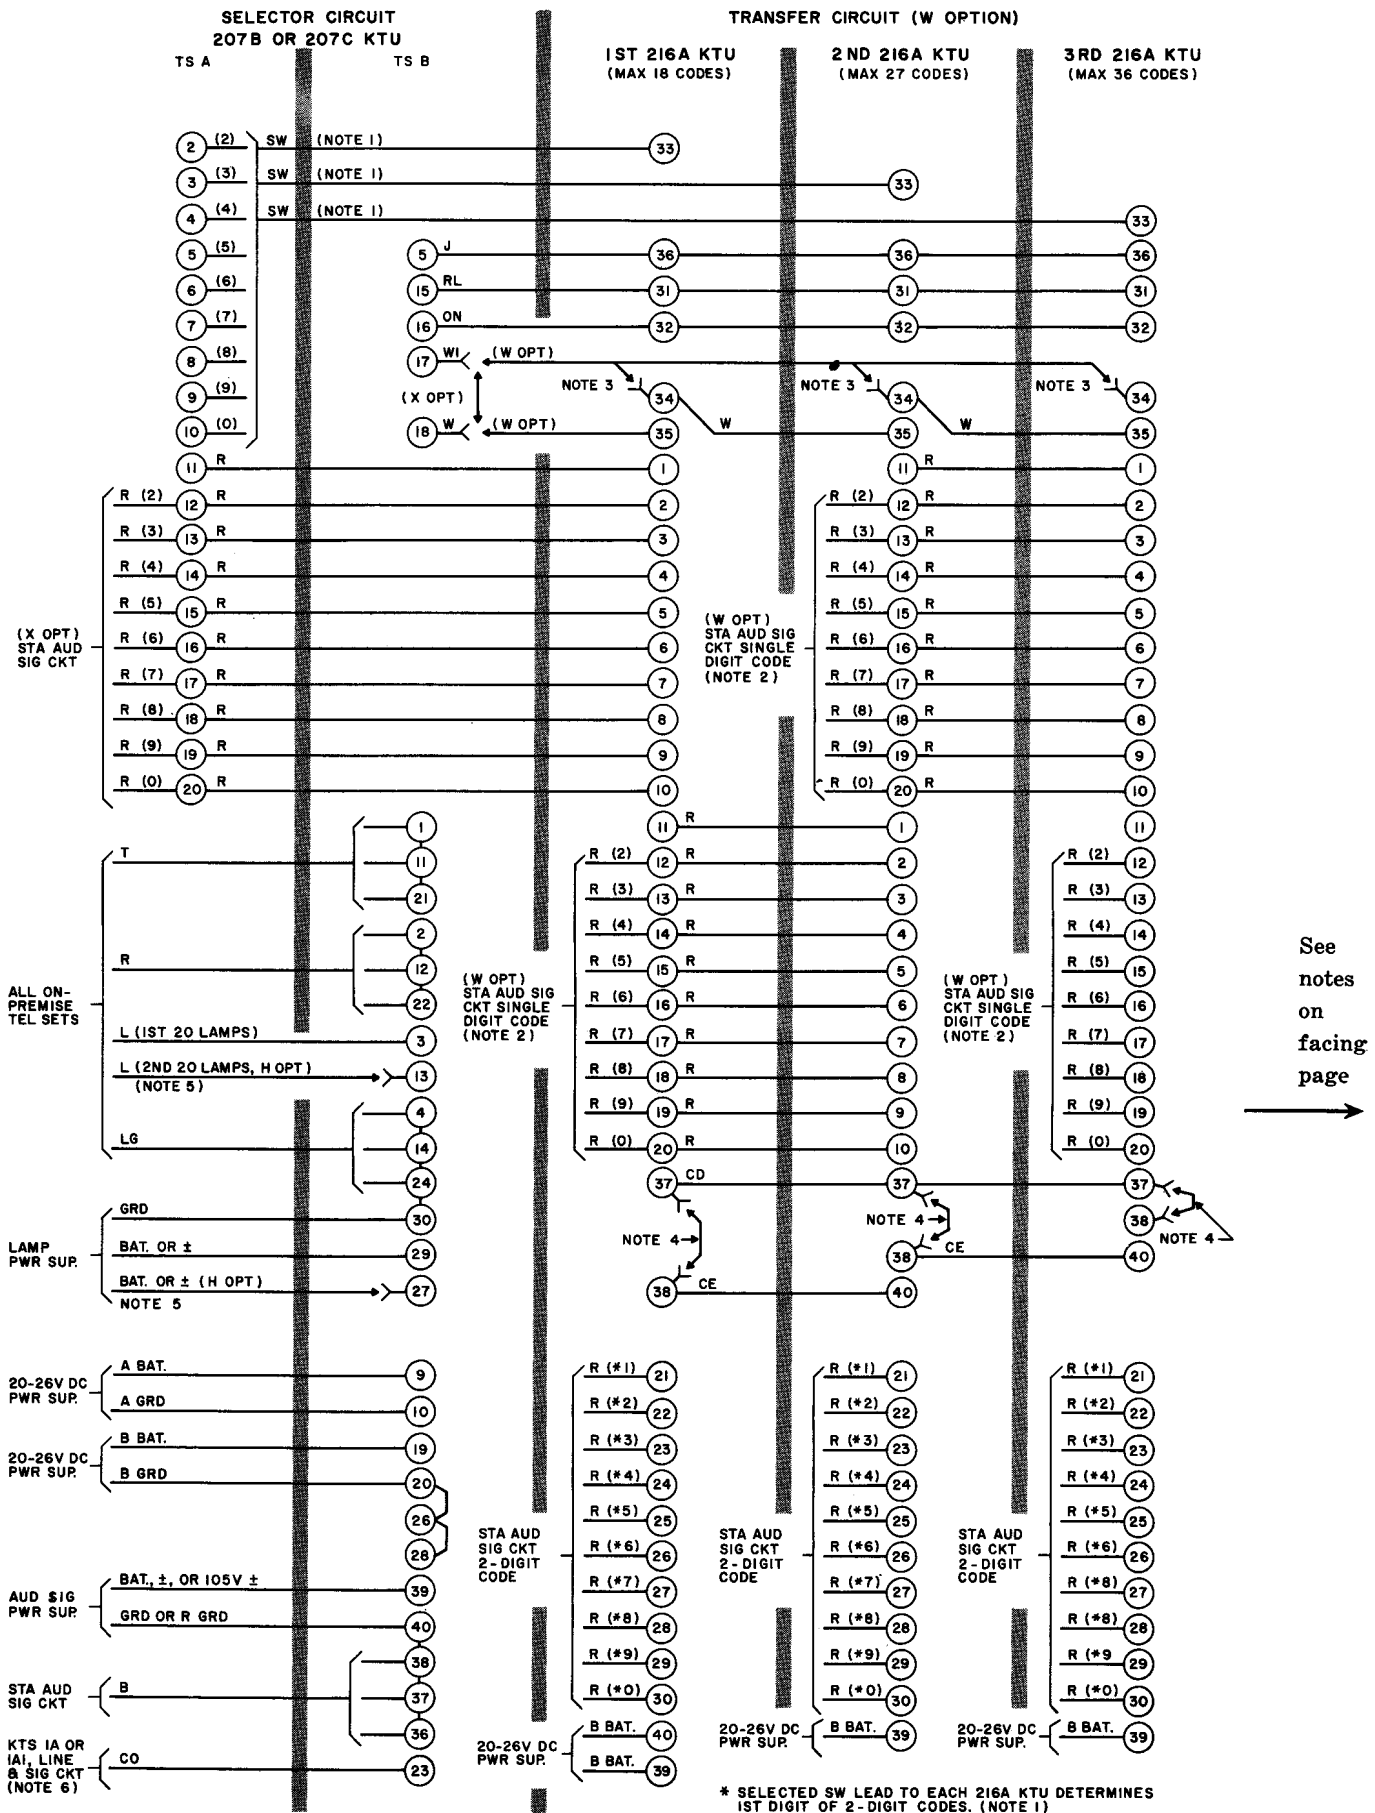 SELECTOR CIRCUIT
207B OR 207C KTU
TRANSFER CIRCUIT (W OPTION)
TS A
TS B
1ST 216A KTU
(MAX 18 CODES)
2ND 216A KTU
(MAX 27 CODES)
3RD 216A KTU
(MAX 36 CODES)
2 (2) SW (NOTE 1) 33
3 (3) SW (NOTE 1) 33
4 (4) SW (NOTE 1) 33
5 (5) 5 J 36 36 36
6 (6) 15 RL 31 31 31
7 (7) 16 ON 32 32 32
8 (8) 17 W1 (W OPT)
9 (9) (X OPT) NOTE 3 34 NOTE 3 34 NOTE 3 34
10 (0) 18 W (W OPT) 35 W 35 W 35
11 R 1 11 R 1
R (2) 12 R 2 R (2) 12 R 2
R (3) 13 R 3 R (3) 13 R 3
R (4) 14 R 4 R (4) 14 R 4
R (5) 15 R 5 R (5) 15 R 5
R (6) 16 R 6 R (6) 16 R 6
R (7) 17 R 7 R (7) 17 R 7
R (8) 18 R 8 R (8) 18 R 8
R (9) 19 R 9 R (9) 19 R 9
R (0) 20 R 10 R (0) 20 R 10
(X OPT)
STA AUD
SIG CKT
(W OPT)
STA AUD SIG
CKT SINGLE
DIGIT CODE
(NOTE 2)
1 11 R 1 11
T 11 R (2) 12 R 2 R (2) 12
21 R (3) 13 R 3 R (3) 13
2 R (4) 14 R 4 R (4) 14
R 12 R (5) 15 R 5 R (5) 15
22 R (6) 16 R 6 R (6) 16
L (1ST 20 LAMPS) 3 R (7) 17 R 7 R (7) 17
L (2ND 20 LAMPS, H OPT) 13 R (8) 18 R 8 R (8) 18
(NOTE 5)
4 R (9) 19 R 9 R (9) 19
LG 14 R (0) 20 R 10 R (0) 20
24 37 CD 37 37
ALL ON-
PREMISE
TEL SETS
(W OPT)
STA AUD SIG
CKT SINGLE
DIGIT CODE
(NOTE 2)
(W OPT)
STA AUD SIG
CKT SINGLE
DIGIT CODE
(NOTE 2)
See
notes
on
facing
page
GRD 30 NOTE 4 NOTE 4 38 NOTE 4
BAT. OR ± 29 38 CE 40
BAT. OR ± (H OPT) 27 38 CE 40
NOTE 5
LAMP
PWR SUP.
A BAT. 9 R (*1) 21 R (*1) 21 R (*1) 21
A GRD 10 R (*2) 22 R (*2) 22 R (*2) 22
20-26V DC
PWR SUP.
B BAT. 19 R (*3) 23 R (*3) 23 R (*3) 23
B GRD 20 R (*4) 24 R (*4) 24 R (*4) 24
20-26V DC
PWR SUP.
26 R (*5) 25 R (*5) 25 R (*5) 25
28 R (*6) 26 R (*6) 26 R (*6) 26
STA AUD
SIG CKT
2-DIGIT
CODE
STA AUD
SIG CKT
2-DIGIT
CODE
STA AUD
SIG CKT
2-DIGIT
CODE
BAT., ±, OR 105V ± 39 R (*7) 27 R (*7) 27 R (*8) 27
GRD OR R GRD 40 R (*8) 28 R (*8) 28 R (*8) 28
AUD SIG
PWR SUP.
38 R (*9) 29 R (*9) 29 R (*9 29
B 37 R (*0) 30 R (*0) 30 R (*0) 30
STA AUD
SIG CKT
36 B BAT. 40 B BAT. 39 B BAT. 39
CO 23 B BAT. 39
KTS 1A OR
1A1, LINE
& SIG CKT
(NOTE 6)
20-26V DC
PWR SUP.
20-26V DC
PWR SUP.
20-26V DC
PWR SUP.
* SELECTED SW LEAD TO EACH 216A KTU DETERMINES
1ST DIGIT OF 2-DIGIT CODES. (NOTE 1)